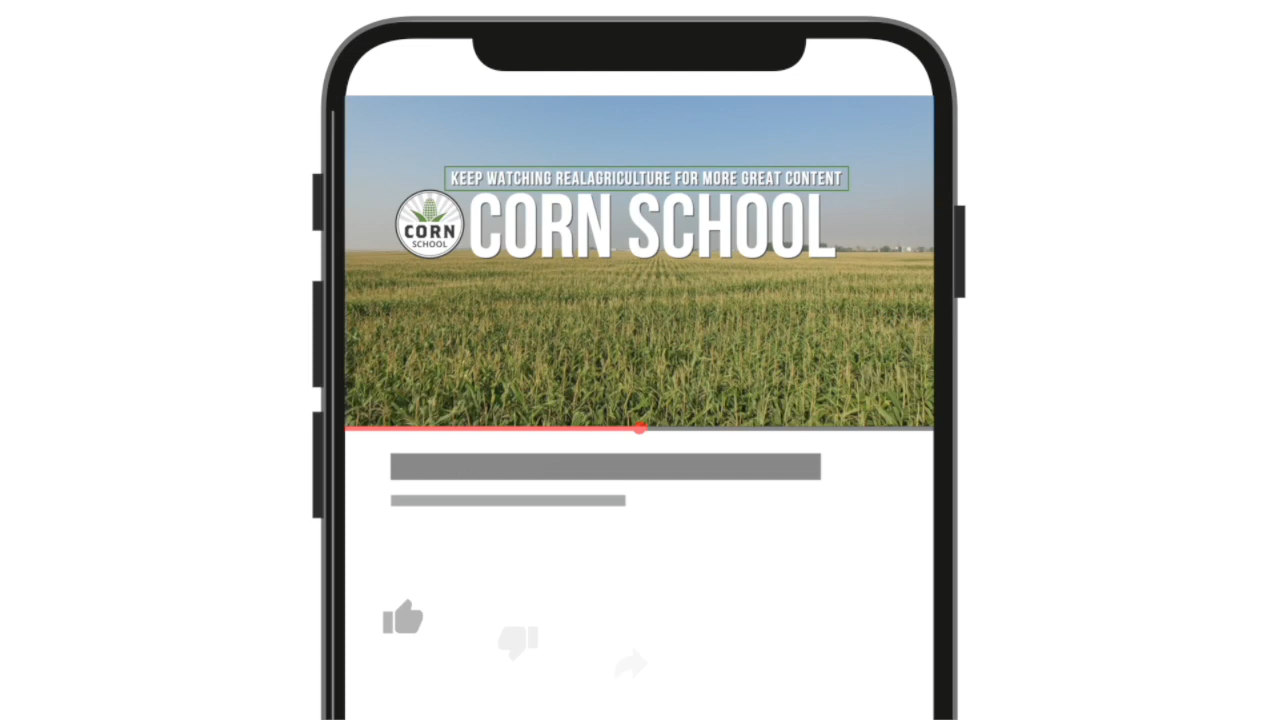 KEEP WATCHING REALAGRICULTURE FOR MORE GREAT CONTENT
CORN SCHOOL
CORN
SCHOOL